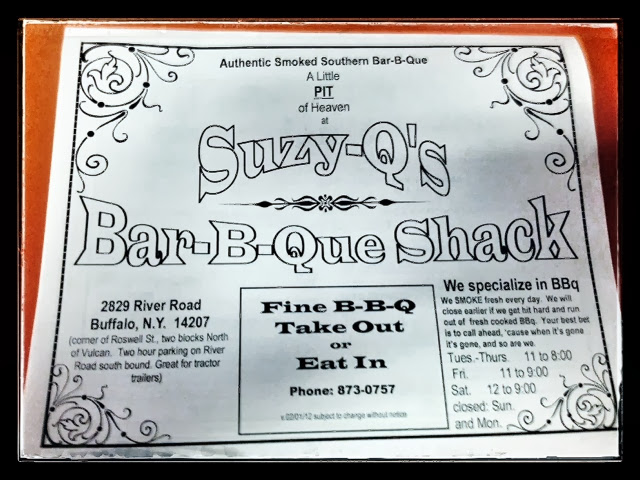 Authentic Smoked Southern Bar-B-Que
A Little
PIT
of Heaven
at
Suzy-Q's
Bar-B-Que Shack
2829 River Road
Buffalo, N.Y. 14207
(corner of Roswell St., two blocks North
of Vulcan. Two hour parking on River
Road south bound. Great for tractor
trailers)
Fine B-B-Q
Take Out
or
Eat In
Phone: 873-0757
s 02/01/12 subject to change without notice
We specialize in BBq
We SMOKE fresh every day. We will
close earlier if we get hit hard and run
out of fresh cooked BBq. Your best bet
is to call ahead, 'cause when it's gone
it's gone, and so are we.
Tues.-Thurs. 11 to 8:00
Fri. 11 to 9:00
Sat. 12 to 9:00
closed: Sun.
and Mon.